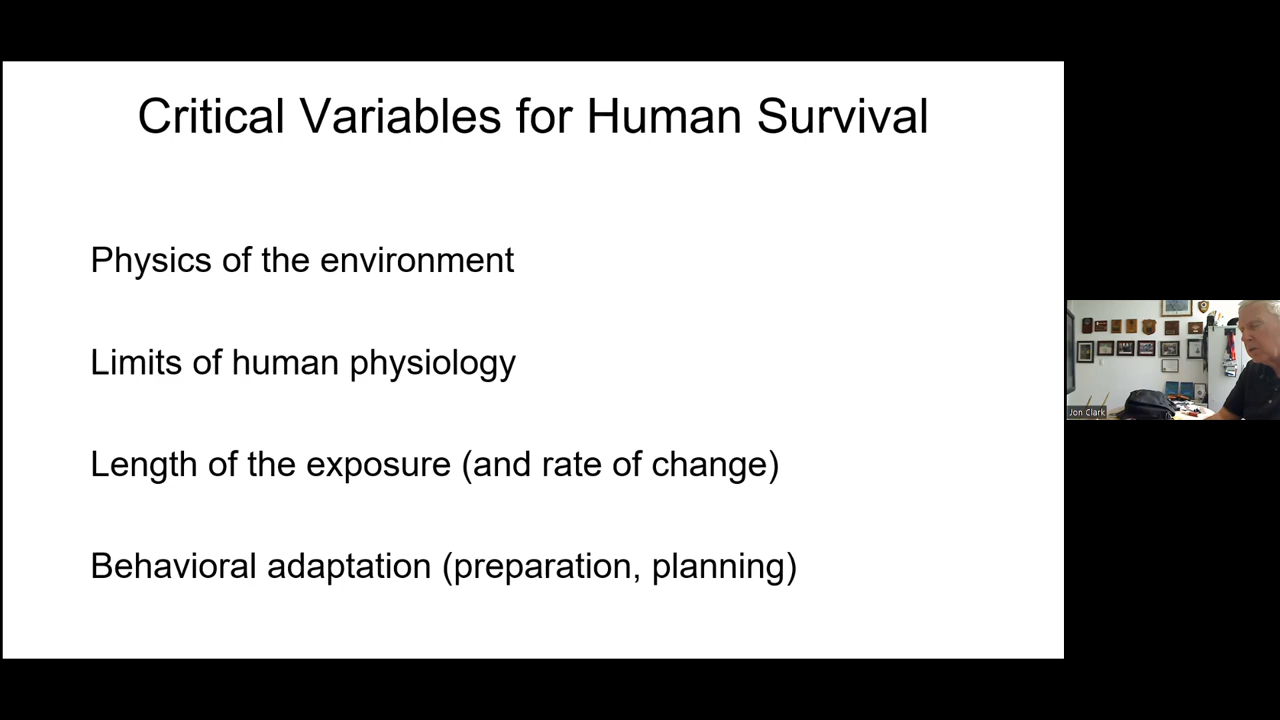 Critical Variables for Human Survival
Physics of the environment
Limits of human physiology
Length of the exposure (and rate of change)
Behavioral adaptation (preparation, planning)
Jon Clark